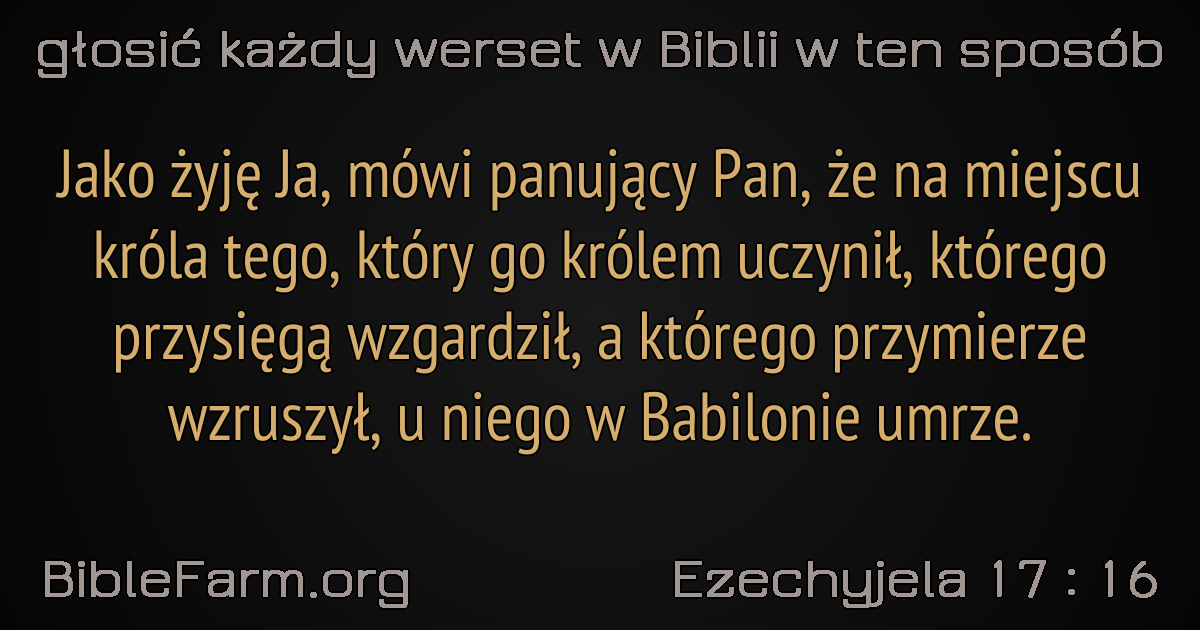 głosić każdy werset w Biblii w ten sposób
Jako żyję Ja, mówi panujący Pan, że na miejscu
króla tego, który go królem uczynił, którego
przysięgą wzgardził, a którego przymierze
wzruszył, u niego w Babilonie umrze.
BibleFarm.org
Ezechyjela 17 : 16